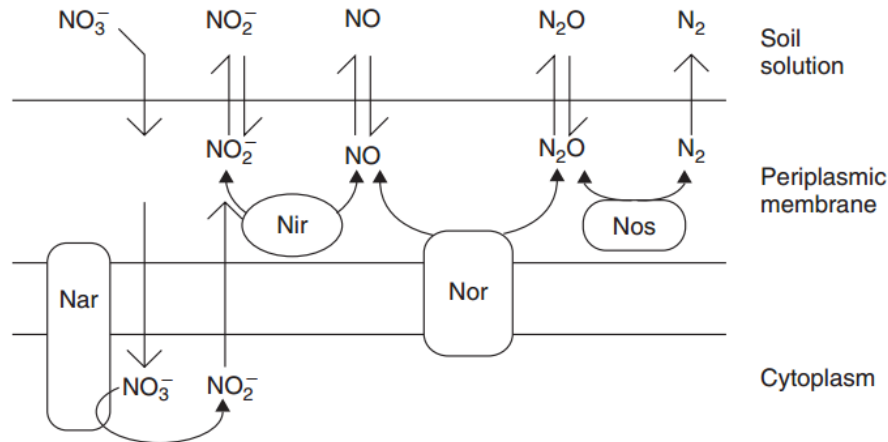 NO₃⁻ NO₂⁻ NO N₂O N₂
Soil
solution
NO₂⁻ NO N₂O N₂
Periplasmic
membrane
Nir Nos
Nar Nor
NO₃⁻ NO₂⁻
Cytoplasm